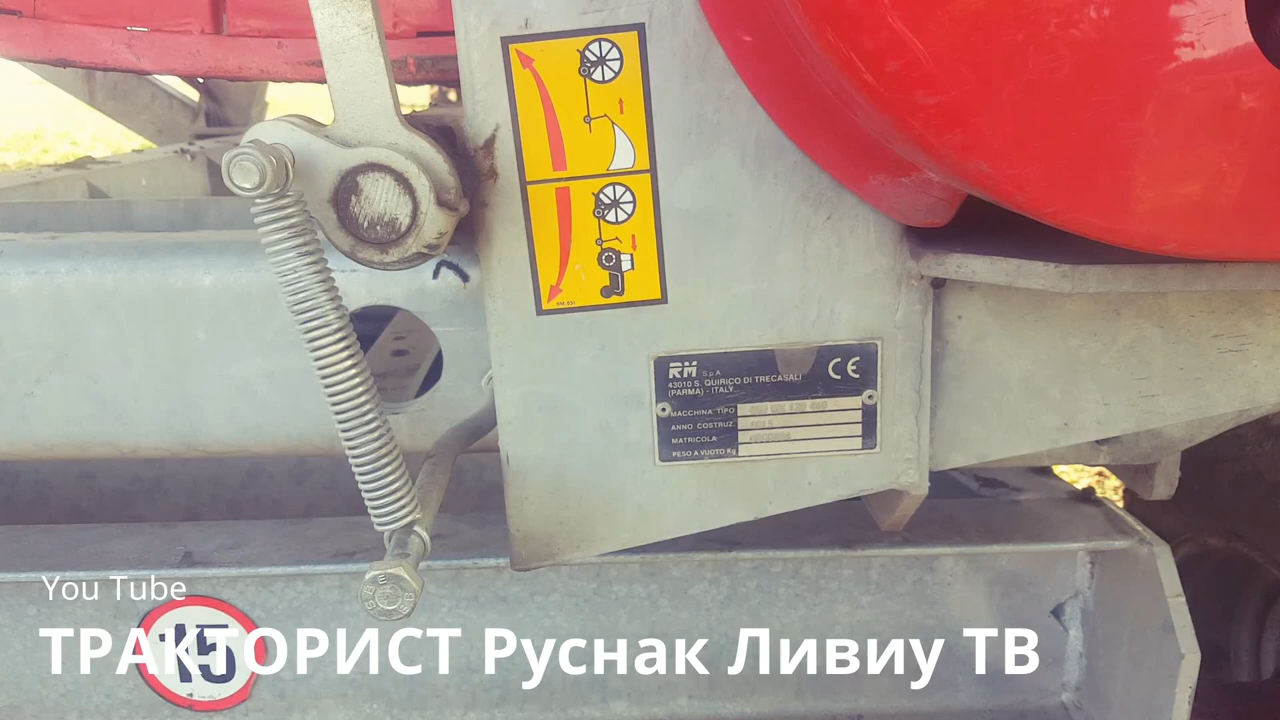 RM S.p.A.
CE
43010 S. QUIRICO DI TRECASALI
(PARMA) - ITALY
MACCHINA TIPO
ANNO COSTRUZ.
MATRICOLA
PESO A VUOTO Kg
You Tube
ТРАКТОРИСТ Руснак Ливиу ТВ
15